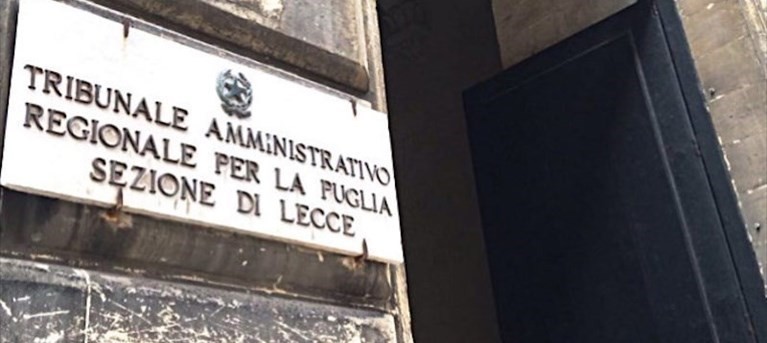 TRIBUNALE AMMINISTRATIVO
REGIONALE PER LA PUGLIA
SEZIONE DI LECCE